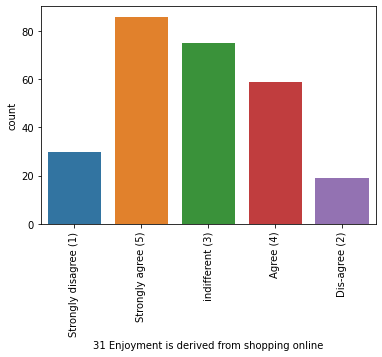 80
60
40
20
0
count
Strongly disagree (1)
Strongly agree (5)
indifferent (3)
Agree (4)
Dis-agree (2)
31 Enjoyment is derived from shopping online